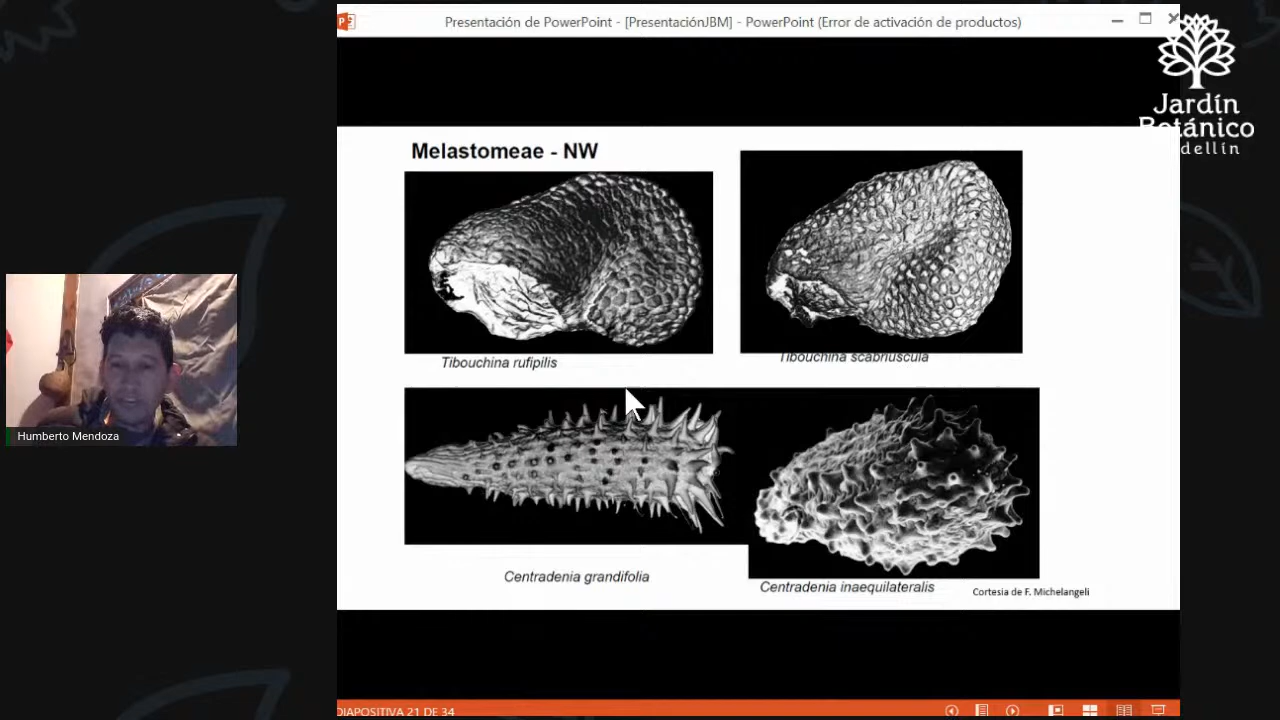 Presentación de PowerPoint - [PresentaciónJBM] - PowerPoint (Error de activación de productos)
Jardín
Botánico
Medellín
Melastomeae - NW
Tibouchina rufipilis
Tibouchina scabriuscula
Humberto Mendoza
Centradenia grandifolia
Centradenia inaequilateralis
Cortesia de F. Michelangeli
DIAPOSITIVA 21 DE 34